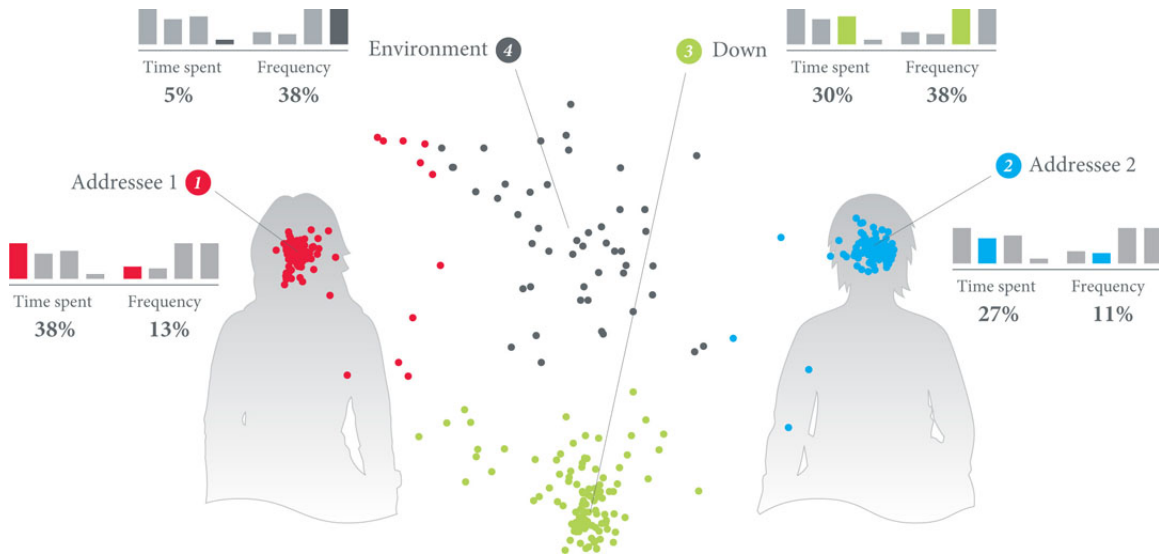 Time spent Frequency
5% 38%
Environment 4
3 Down
Time spent Frequency
30% 38%
Addressee 1 1
2 Addressee 2
Time spent Frequency
38% 13%
Time spent Frequency
27% 11%